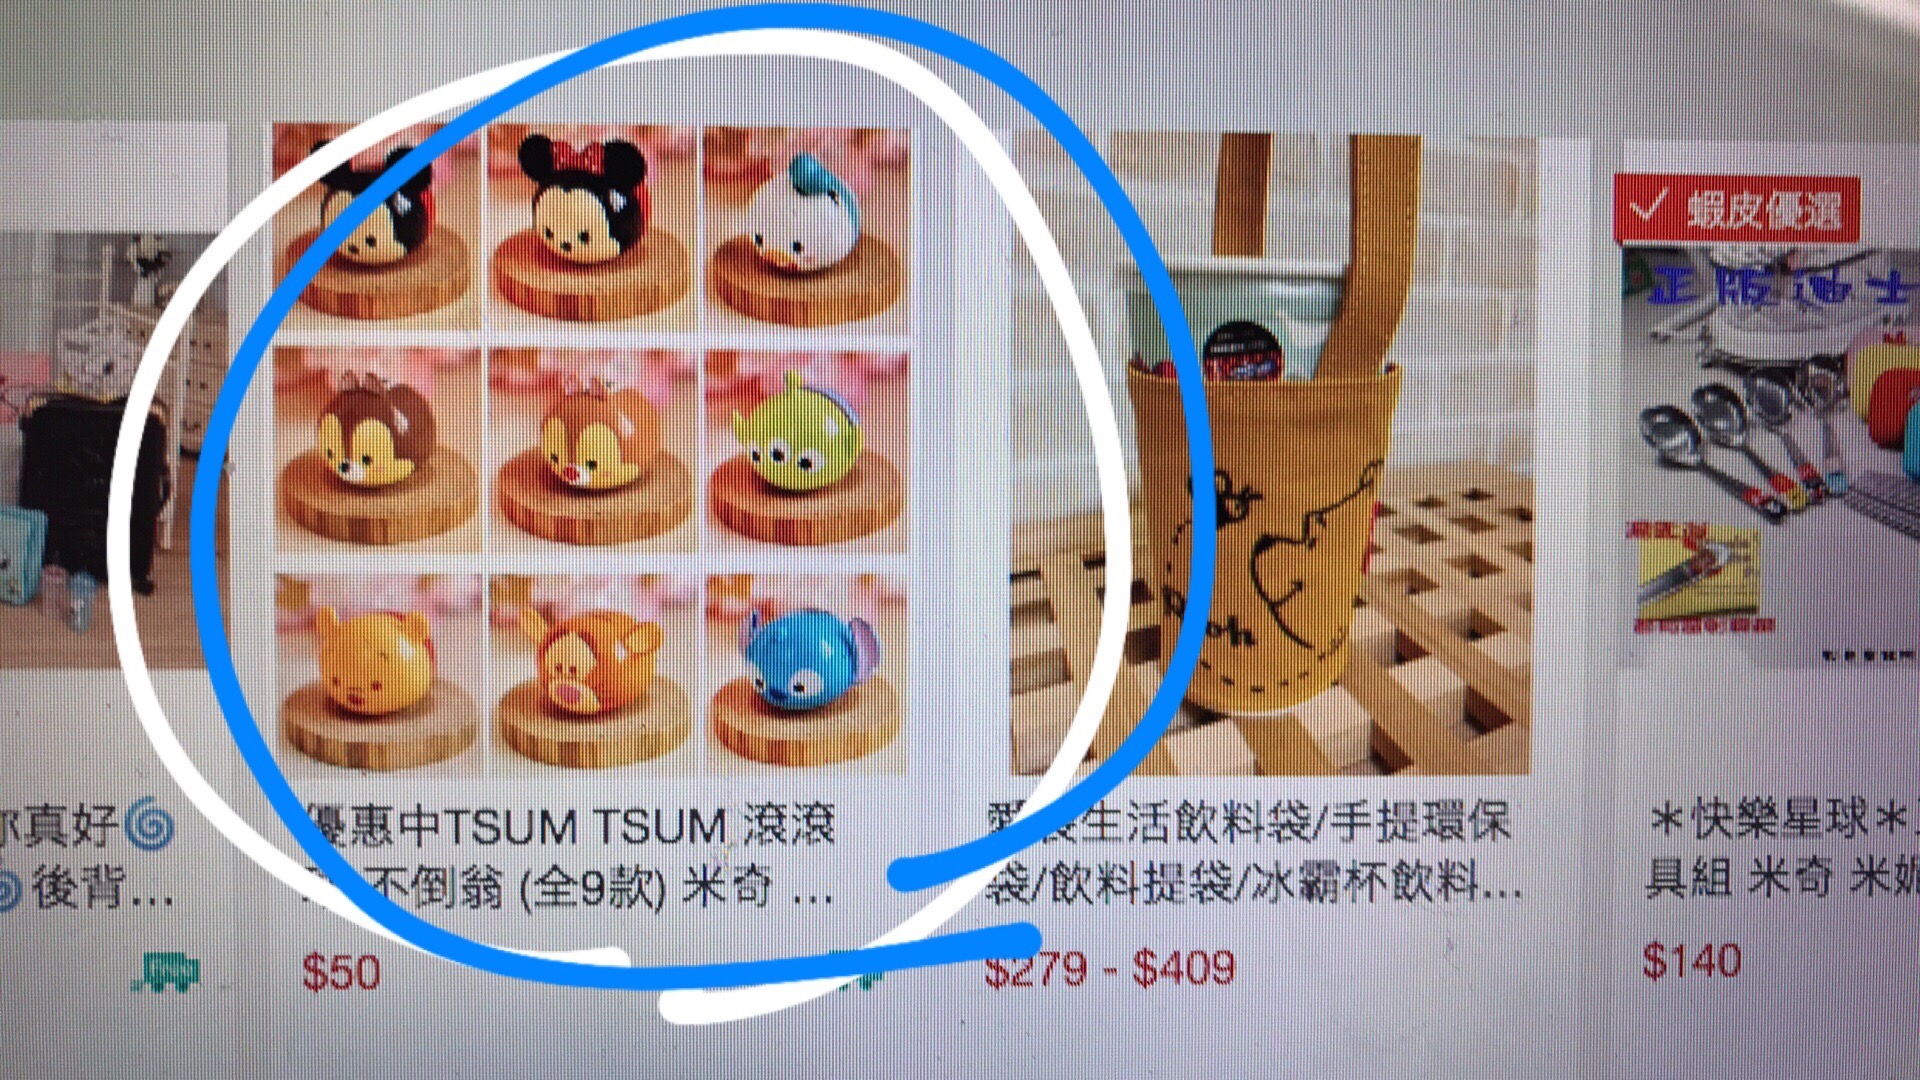 真好🌀
後背...
優惠中TSUM TSUM 滾滾
不倒翁 (全9款) 米奇 ...
$50
生活飲料袋/手提環保
袋/飲料提袋/冰霸杯飲料...
$279 - $409
Pooh
蝦皮優選
正版迪士
＊快樂星球＊
具組 米奇 米妮
$140